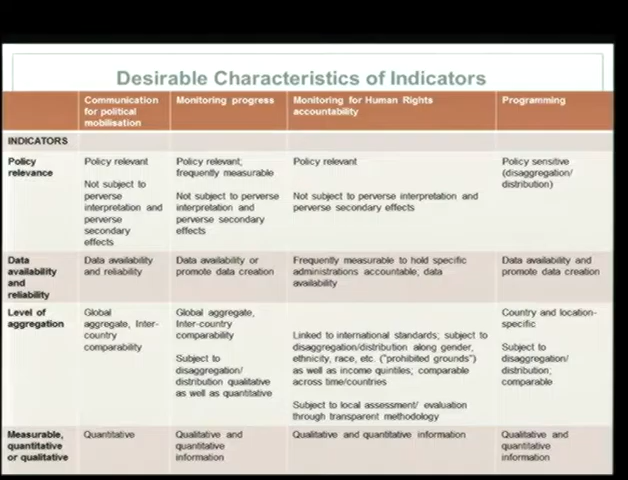 Desirable Characteristics of Indicators
Communication for political mobilisation
Monitoring progress
Monitoring for Human Rights accountability
Programming
INDICATORS
Policy relevance
Policy relevant
Not subject to perverse interpretation and perverse secondary effects
Policy relevant; frequently measurable
Not subject to perverse interpretation and perverse secondary effects
Policy relevant
Not subject to perverse interpretation and perverse secondary effects
Policy sensitive (disaggregation/ distribution)
Data availability and reliability
Data availability and reliability
Data availability or promote data creation
Frequently measurable to hold specific administrations accountable; data availability
Data availability and promote data creation
Level of aggregation
Global aggregate, Inter-country comparability
Global aggregate, Inter-country comparability
Subject to disaggregation/ distribution qualitative as well as quantitative
Linked to international standards; subject to disaggregation/distribution along gender, ethnicity, race, etc. ("prohibited grounds") as well as income quintiles; comparable across time/countries
Subject to local assessment/ evaluation through transparent methodology
Country and location-specific
Subject to disaggregation/ distribution; comparable
Measurable, quantitative or qualitative
Quantitative
Qualitative and quantitative information
Qualitative and quantitative information
Qualitative and quantitative information